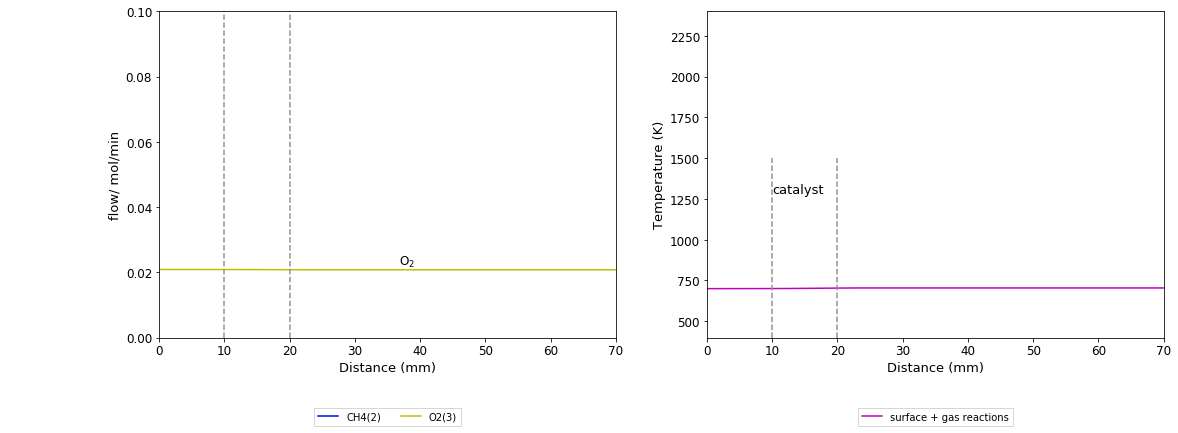 0.10
0.08
0.06
0.04
0.02
0.00
flow/ mol/min
O₂
0 10 20 30 40 50 60 70
Distance (mm)
CH4(2) O2(3)
2250
2000
1750
1500
1250
1000
750
500
Temperature (K)
catalyst
0 10 20 30 40 50 60 70
Distance (mm)
surface + gas reactions